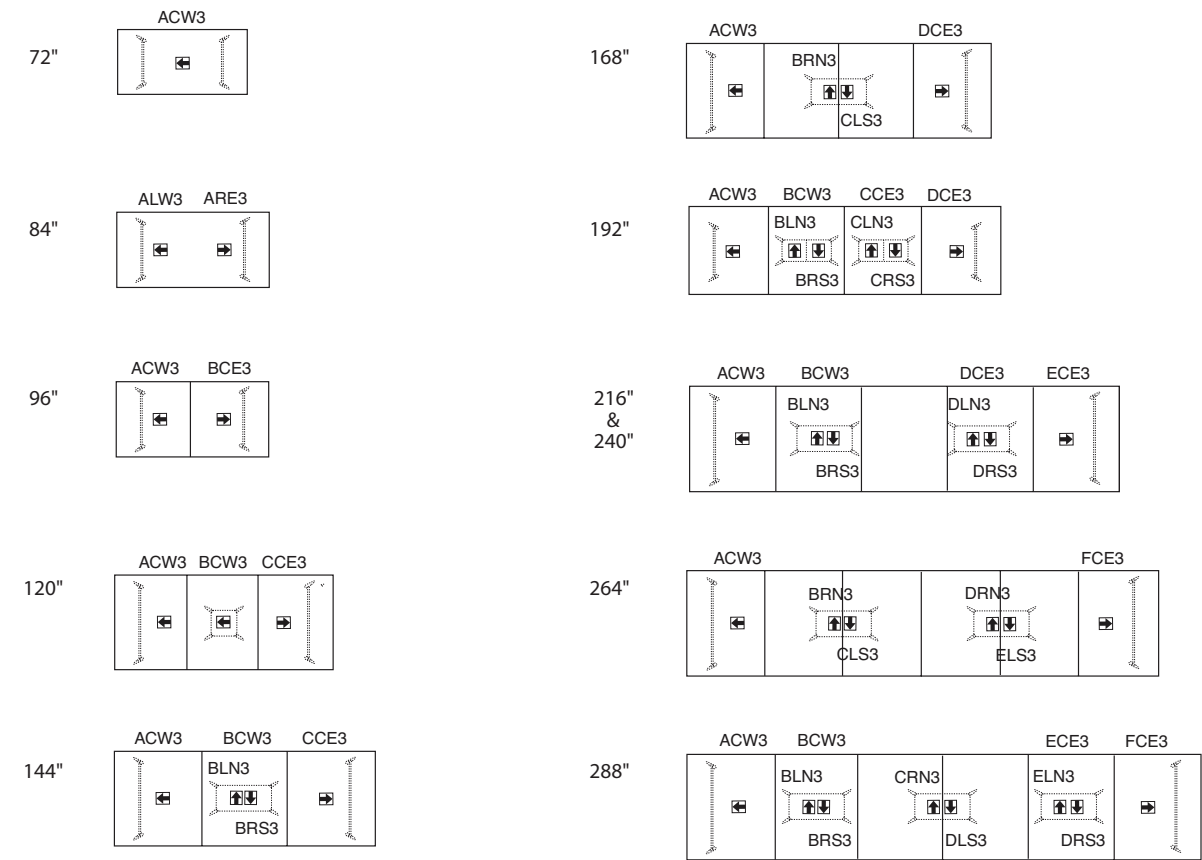 ACW3
72"
ALW3 ARE3
84"
ACW3 BCE3
96"
ACW3 BCW3 CCE3
120"
ACW3 BCW3 CCE3
144"
BLN3
BRS3
ACW3 DCE3
168"
BRN3
CLS3
ACW3 BCW3 CCE3 DCE3
192"
BLN3 CLN3
BRS3 CRS3
ACW3 BCW3 DCE3 ECE3
216"
&
240"
BLN3 DLN3
BRS3 DRS3
ACW3 FCE3
264"
BRN3 DRN3
CLS3 ELS3
ACW3 BCW3 ECE3 FCE3
288"
BLN3 CRN3 ELN3
BRS3 DLS3 DRS3